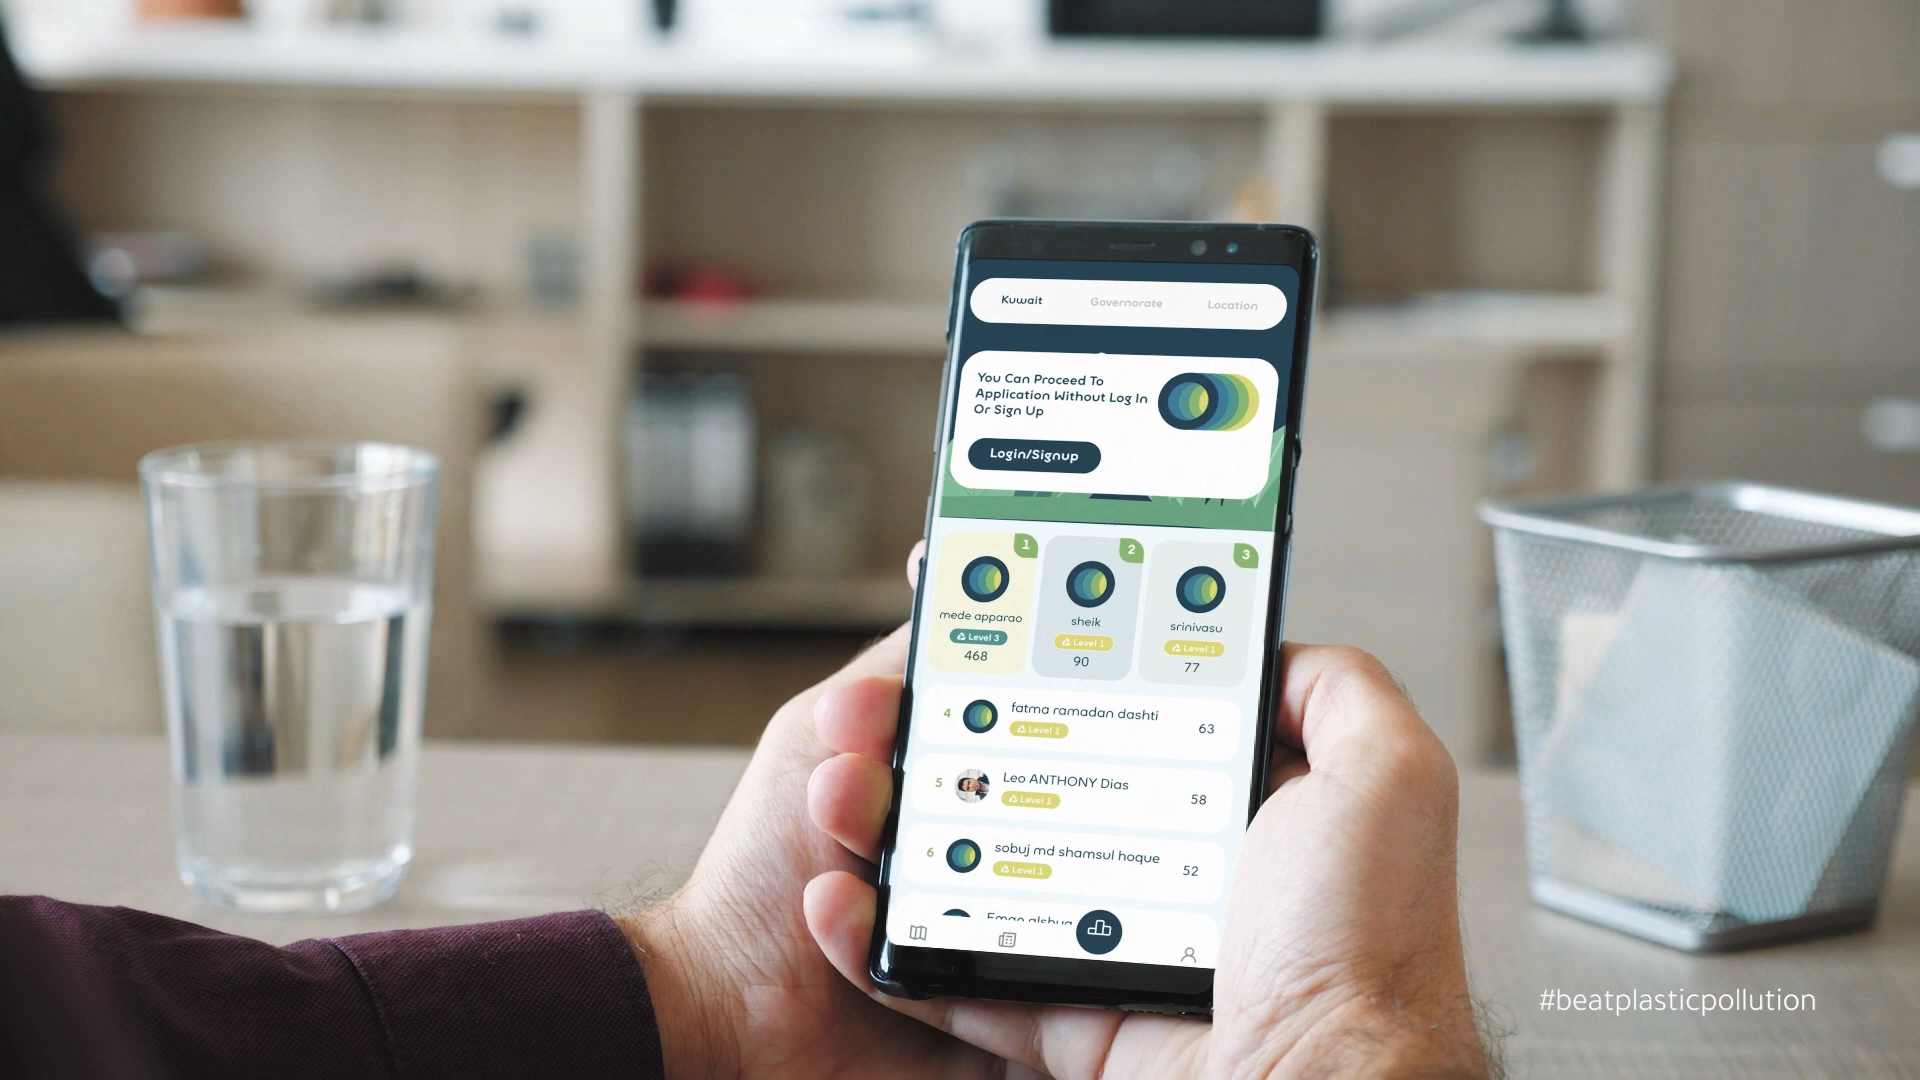 Kuwait Governorate Location
You Can Proceed To
Application Without Log In
Or Sign Up
Login/Signup
1
mede apparao
Level 3
468
2
sheik
Level 1
90
3
srinivasu
Level 1
77
4 fatma ramadan dashti 63
Level 1
5 Leo ANTHONY Dias 58
Level 1
6 sobuj md shamsul hoque 52
Level 1
#beatplasticpollution